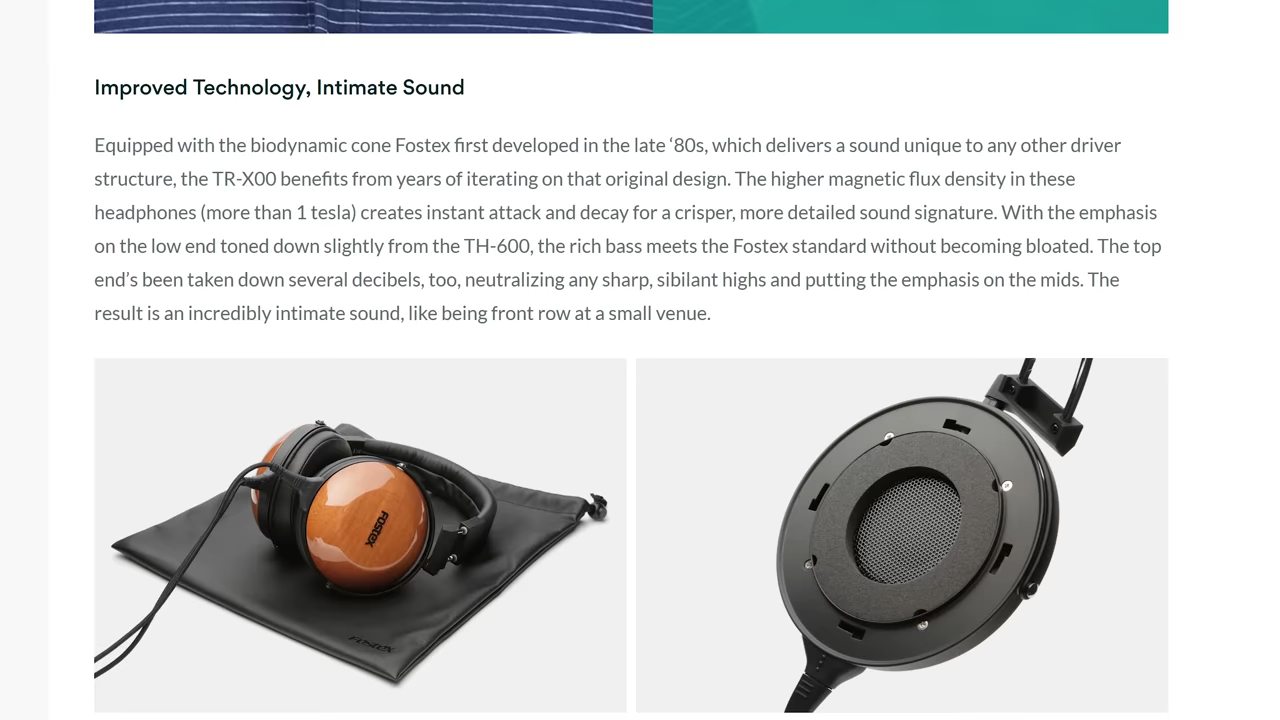 Improved Technology, Intimate Sound
Equipped with the biodynamic cone Fostex first developed in the late ‘80s, which delivers a sound unique to any other driver
structure, the TR-X00 benefits from years of iterating on that original design. The higher magnetic flux density in these
headphones (more than 1 tesla) creates instant attack and decay for a crisper, more detailed sound signature. With the emphasis
on the low end toned down slightly from the TH-600, the rich bass meets the Fostex standard without becoming bloated. The top
end’s been taken down several decibels, too, neutralizing any sharp, sibilant highs and putting the emphasis on the mids. The
result is an incredibly intimate sound, like being front row at a small venue.
FOSTEX
FOSTEX